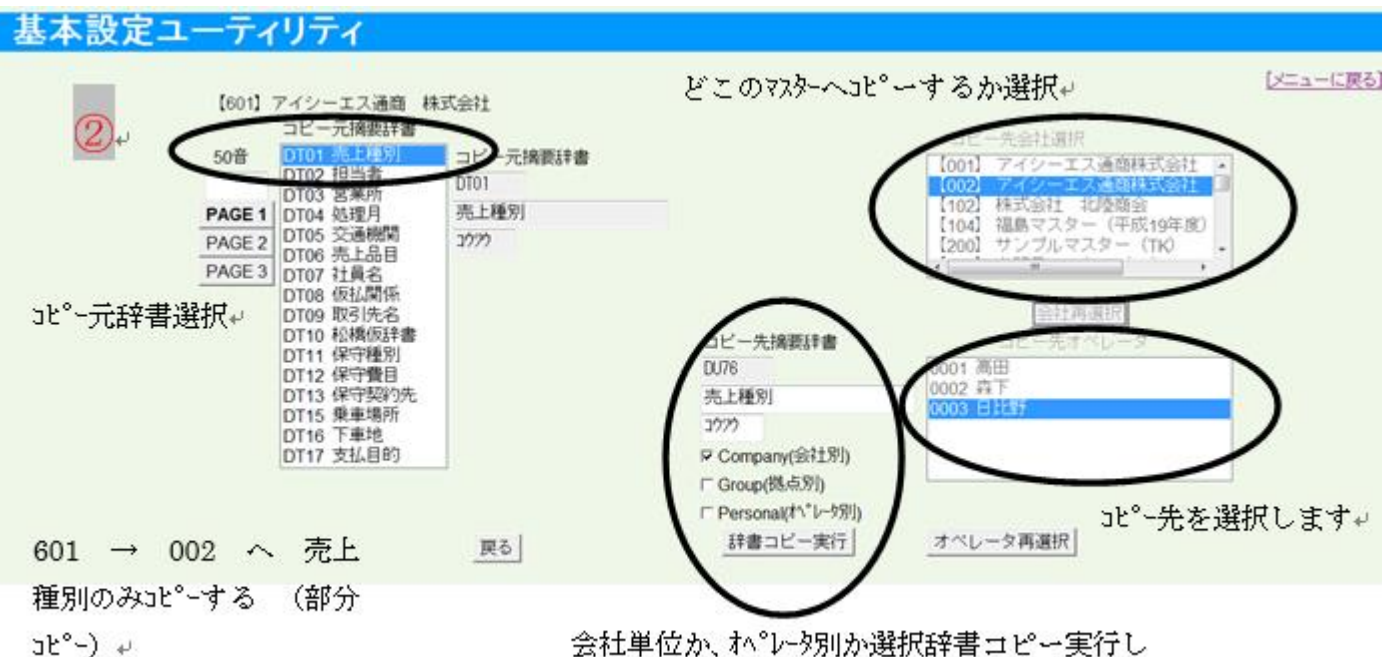 基本設定ユーティリティ
②
【601】アイシーエス通商 株式会社
コピー元摘要辞書
50音
PAGE 1
PAGE 2
PAGE 3
DT01 売上種別
DT02 担当者
DT03 営業所
DT04 処理月
DT05 交通機関
DT06 売上品目
DT07 社員名
DT08 仮払関係
DT09 取引先名
DT10 松橋仮辞書
DT11 保守種別
DT12 保守費目
DT13 保守契約先
DT15 乗車場所
DT16 下車地
DT17 支払目的
コピー元摘要辞書
DT01
売上種別
ｺｳﾂｳ
ｺﾋﾟｰ元辞書選択
どこのﾏｽﾀｰへｺﾋﾟｰするか選択
[メニューに戻る]
コピー先会社選択
【001】 アイシーエス通商株式会社
【002】 アイシーエス通商株式会社
【102】 株式会社 北陸商会
【104】 福島マスター（平成19年度）
【200】 サンプルマスター（TK）
会社再選択
コピー先オペレータ
0001 高田
0002 森下
0003 日比野
コピー先摘要辞書
DU76
売上種別
ｺｳﾂｳ
Company(会社別)
Group(拠点別)
Personal(ｵﾍﾟﾚｰﾀ別)
辞書コピー実行
オペレータ再選択
ｺﾋﾟｰ先を選択します
戻る
601 → 002 へ 売上
種別のみｺﾋﾟｰする （部分
ｺﾋﾟｰ）
会社単位か、ｵﾍﾟﾚｰﾀ別か選択辞書コピー実行し